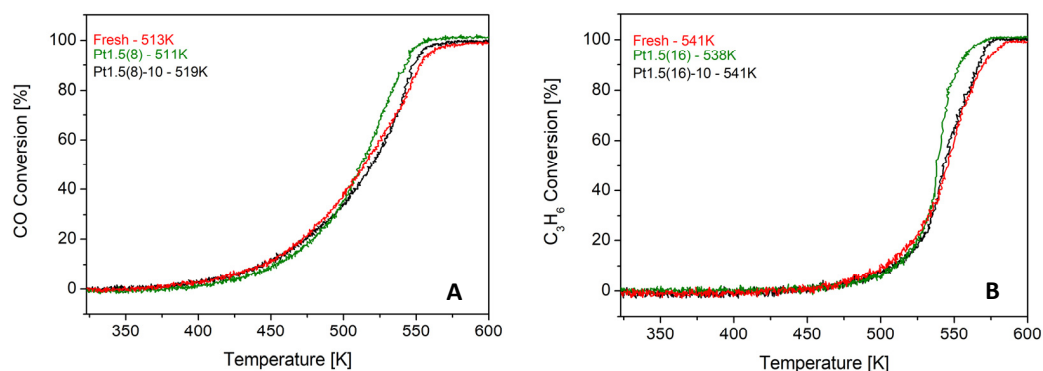 100
80
60
40
20
0
CO Conversion [%]
Fresh - 513K
Pt1.5(8) - 511K
Pt1.5(8)-10 - 519K
A
350
400
450
500
550
600
Temperature [K]
100
80
60
40
20
0
C₃H₆ Conversion [%]
Fresh - 541K
Pt1.5(16) - 538K
Pt1.5(16)-10 - 541K
B
350
400
450
500
550
600
Temperature [K]